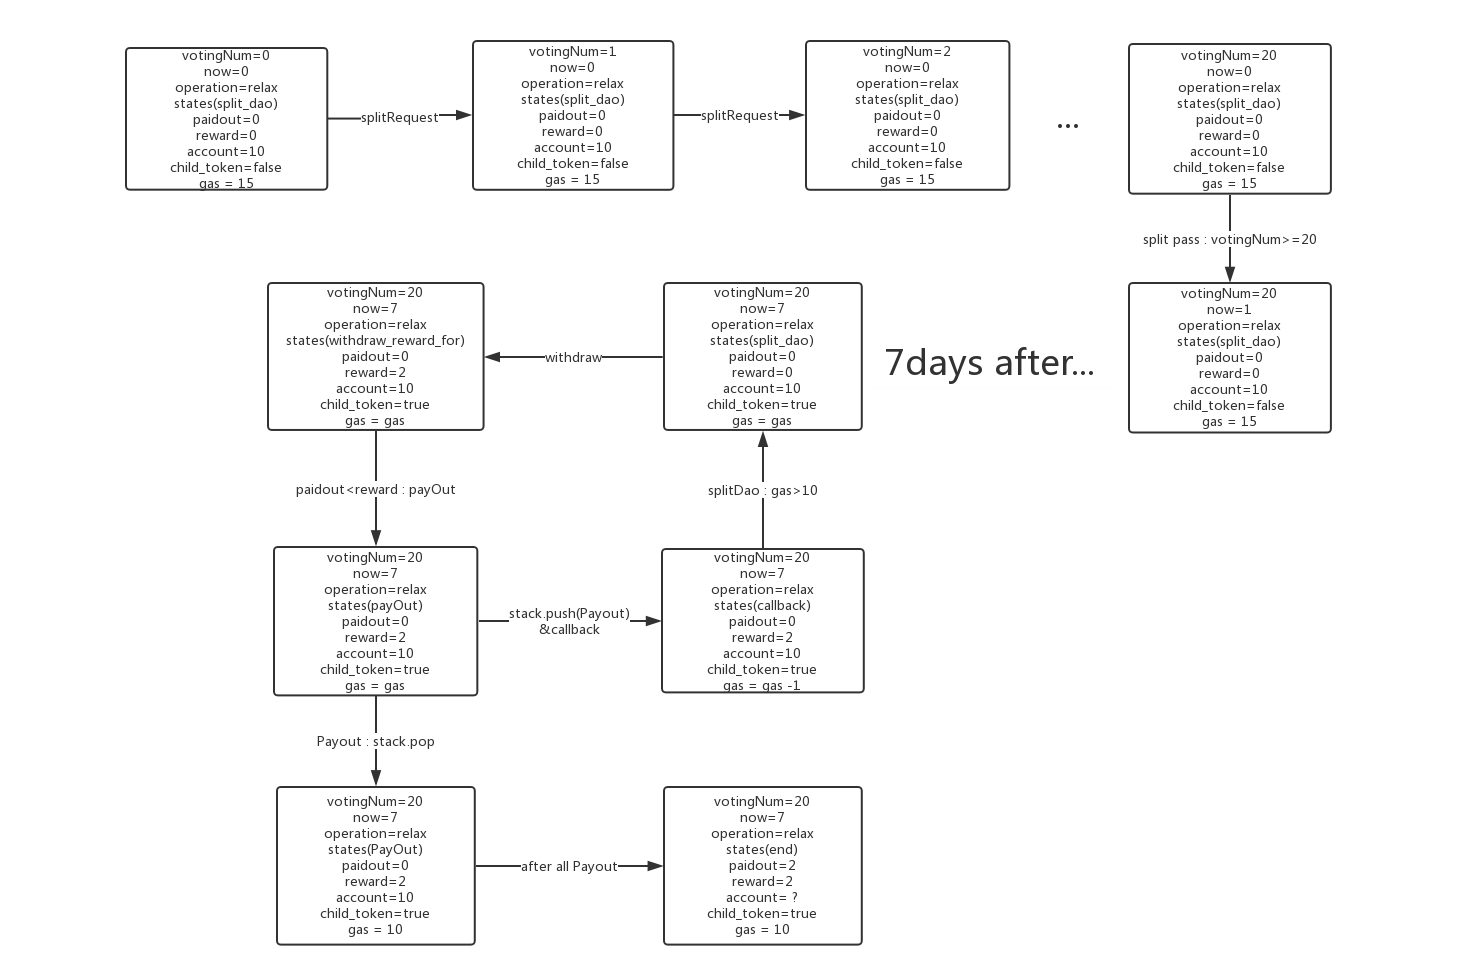 votingNum=0
now=0
operation=relax
states(split_dao)
paidout=0
reward=0
account=10
child_token=false
gas = 15
splitRequest
votingNum=1
now=0
operation=relax
states(split_dao)
paidout=0
reward=0
account=10
child_token=false
gas = 15
splitRequest
votingNum=2
now=0
operation=relax
states(split_dao)
paidout=0
reward=0
account=10
child_token=false
gas = 15
...
votingNum=20
now=0
operation=relax
states(split_dao)
paidout=0
reward=0
account=10
child_token=false
gas = 15
split pass : votingNum>=20
votingNum=20
now=1
operation=relax
states(split_dao)
paidout=0
reward=0
account=10
child_token=false
gas = 15
7days after...
votingNum=20
now=7
operation=relax
states(split_dao)
paidout=0
reward=0
account=10
child_token=true
gas = gas
withdraw
votingNum=20
now=7
operation=relax
states(withdraw_reward_for)
paidout=0
reward=2
account=10
child_token=true
gas = gas
paidout<reward : payOut
votingNum=20
now=7
operation=relax
states(payOut)
paidout=0
reward=2
account=10
child_token=true
gas = gas
stack.push(Payout)
&callback
votingNum=20
now=7
operation=relax
states(callback)
paidout=0
reward=2
account=10
child_token=true
gas = gas -1
splitDao : gas>10
Payout : stack.pop
votingNum=20
now=7
operation=relax
states(PayOut)
paidout=0
reward=2
account=10
child_token=true
gas = 10
after all Payout
votingNum=20
now=7
operation=relax
states(end)
paidout=2
reward=2
account= ?
child_token=true
gas = 10